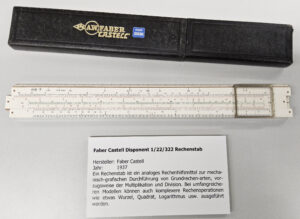 A.W.FABER
CASTELL
Faber Castell Disponent 1/22/322 Rechenstab
Hersteller: Faber Castell
Jahr: 1937
Ein Rechenstab ist ein analoges Rechenhilfsmittel zur mecha-
nisch-grafischen Durchführung von Grundrechen-arten, vor-
zugsweise der Multiplikation und Division. Bei umfangreiche-
ren Modellen können auch komplexere Rechenoperationen
wie etwa Wurzel, Quadrat, Logarithmus usw. ausgeführt
werden.